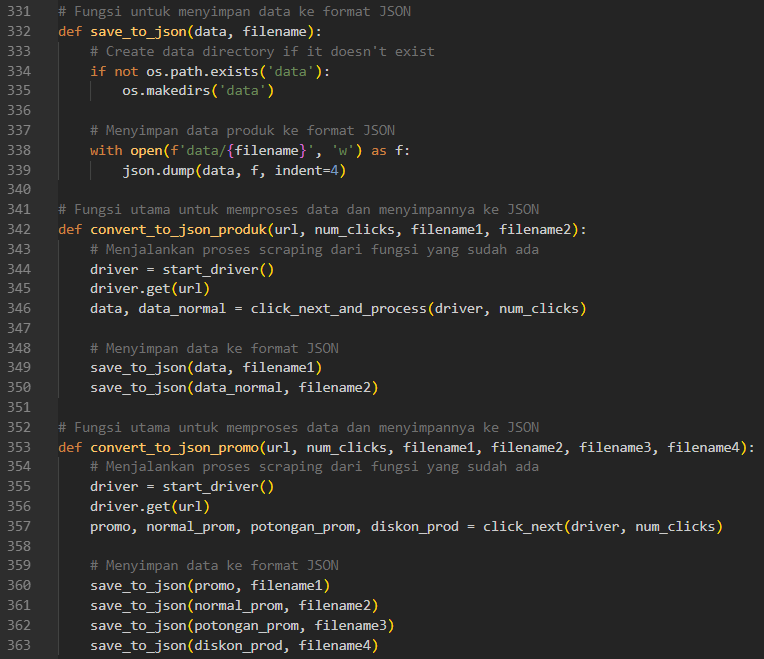 331 # Fungsi untuk menyimpan data ke format JSON
332 def save_to_json(data, filename):
333     # Create data directory if it doesn't exist
334     if not os.path.exists('data'):
335         os.makedirs('data')
336
337     # Menyimpan data produk ke format JSON
338     with open(f'data/{filename}', 'w') as f:
339         json.dump(data, f, indent=4)
340
341 # Fungsi utama untuk memproses data dan menyimpannya ke JSON
342 def convert_to_json_produk(url, num_clicks, filename1, filename2):
343     # Menjalankan proses scraping dari fungsi yang sudah ada
344     driver = start_driver()
345     driver.get(url)
346     data, data_normal = click_next_and_process(driver, num_clicks)
347
348     # Menyimpan data ke format JSON
349     save_to_json(data, filename1)
350     save_to_json(data_normal, filename2)
351
352 # Fungsi utama untuk memproses data dan menyimpannya ke JSON
353 def convert_to_json_promo(url, num_clicks, filename1, filename2, filename3, filename4):
354     # Menjalankan proses scraping dari fungsi yang sudah ada
355     driver = start_driver()
356     driver.get(url)
357     promo, normal_prom, potongan_prom, diskon_prod = click_next(driver, num_clicks)
358
359     # Menyimpan data ke format JSON
360     save_to_json(promo, filename1)
361     save_to_json(normal_prom, filename2)
362     save_to_json(potongan_prom, filename3)
363     save_to_json(diskon_prod, filename4)